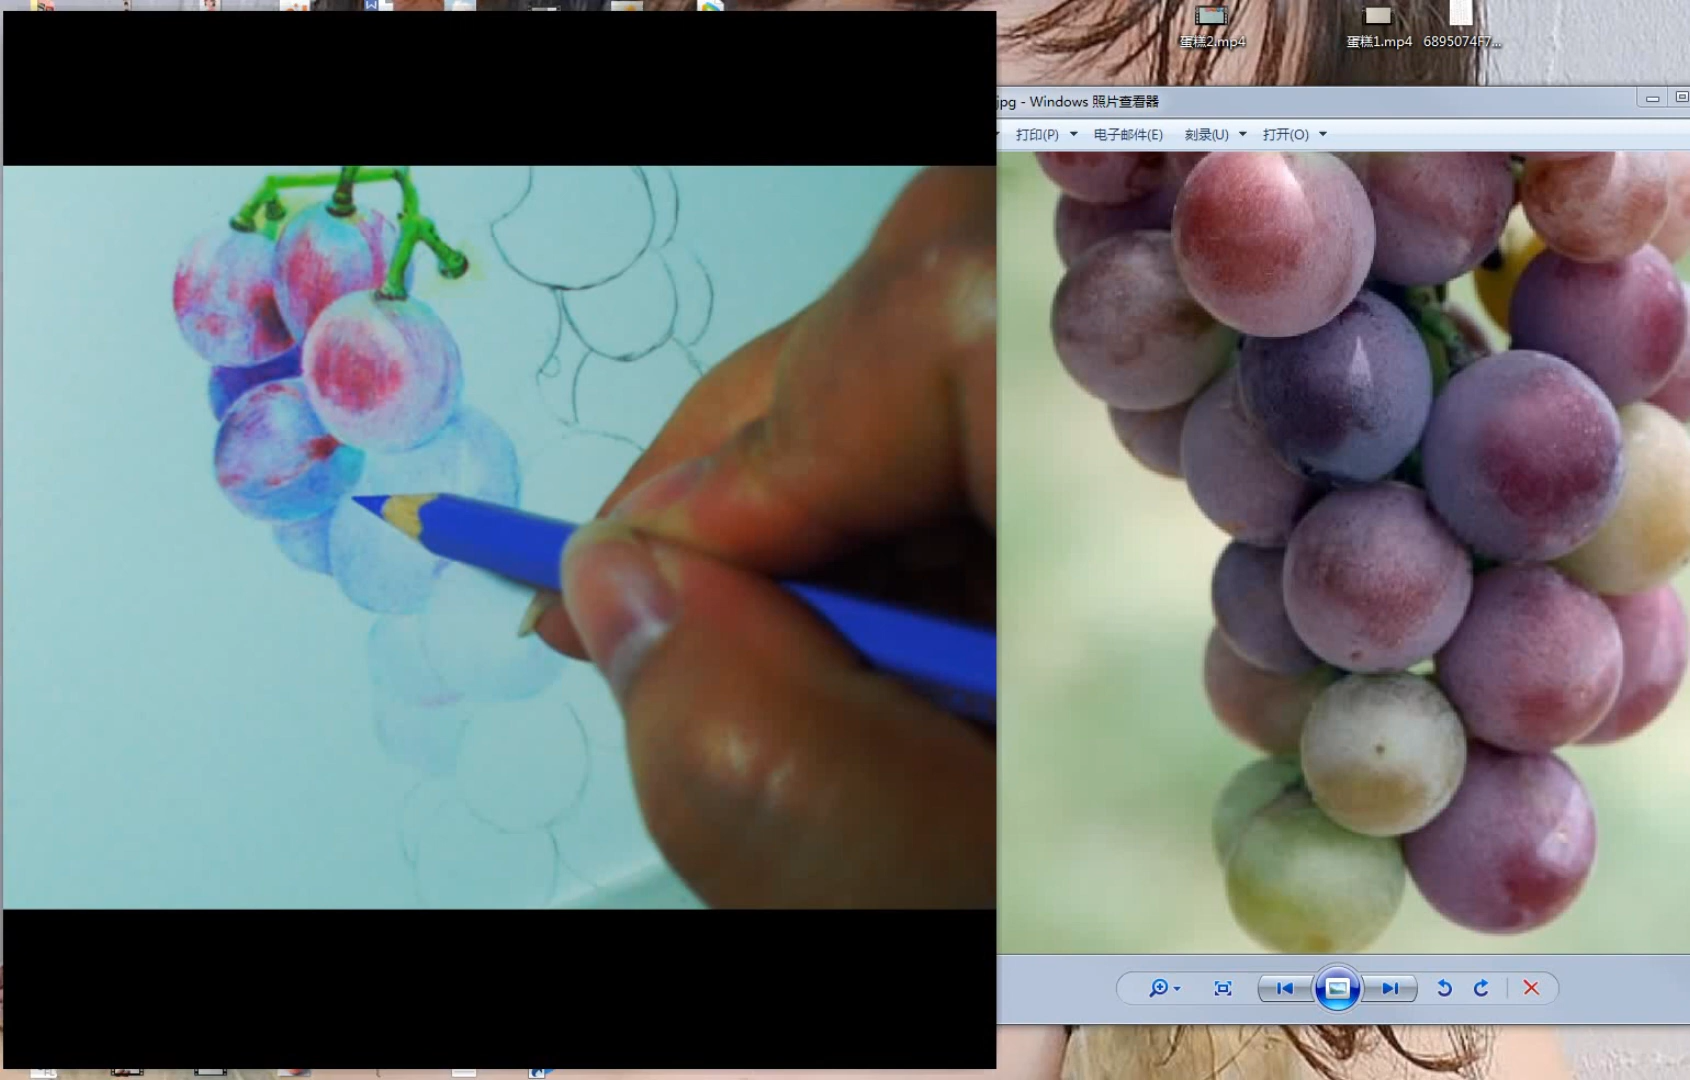 蛋糕2.mp4
蛋糕1.mp4
6895074F7...
jpg - Windows 照片查看器
打印(P)
电子邮件(E)
刻录(U)
打开(O)